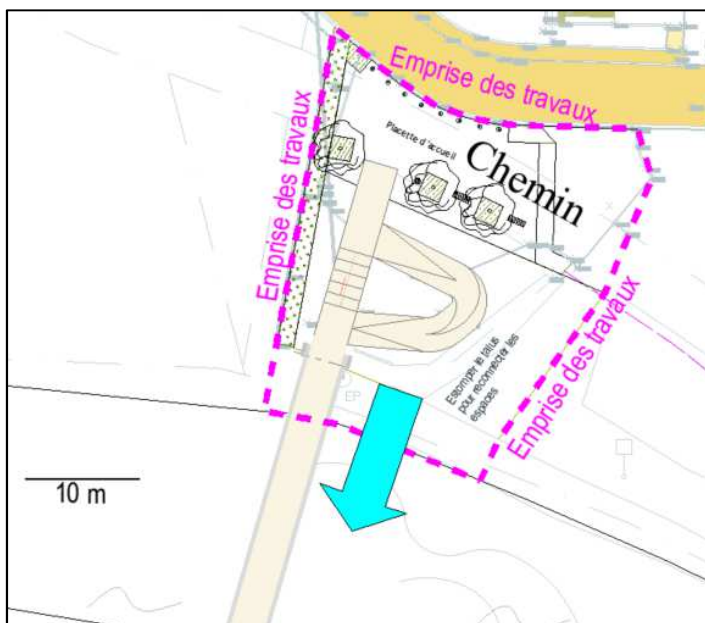 Emprise des travaux
Emprise des travaux
Placette d'accueil
Chemin
Estomper le talus
pour reconnecter les
espaces
Emprise des travaux
EP
10 m